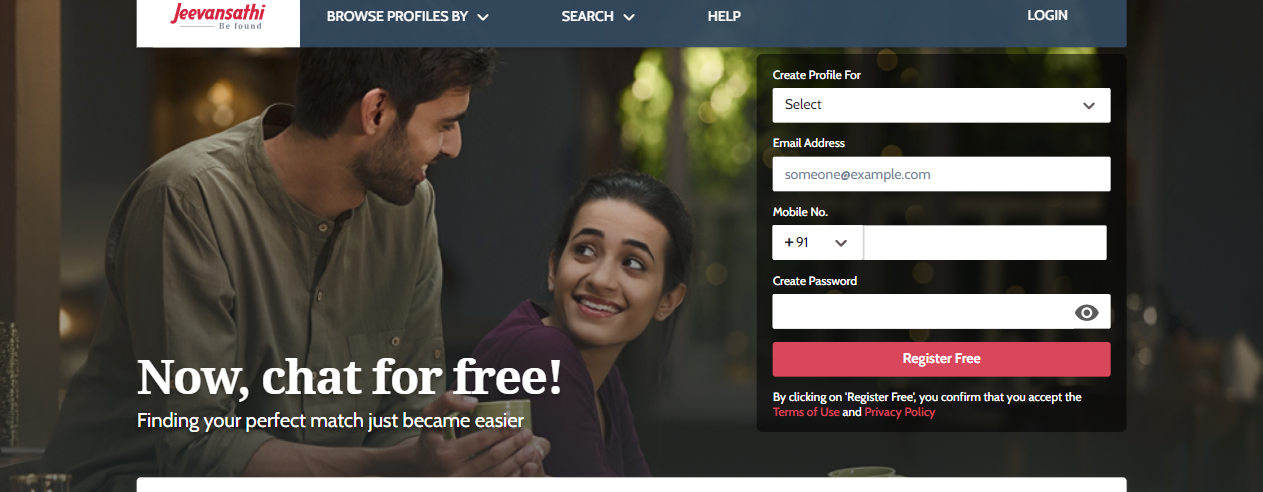 Jeevansathi
Be found
BROWSE PROFILES BY
SEARCH
HELP
LOGIN
Create Profile For
Select
Email Address
someone@example.com
Mobile No.
+91
Create Password
Register Free
By clicking on 'Register Free', you confirm that you accept the
Terms of Use and Privacy Policy
Now, chat for free!
Finding your perfect match just became easier